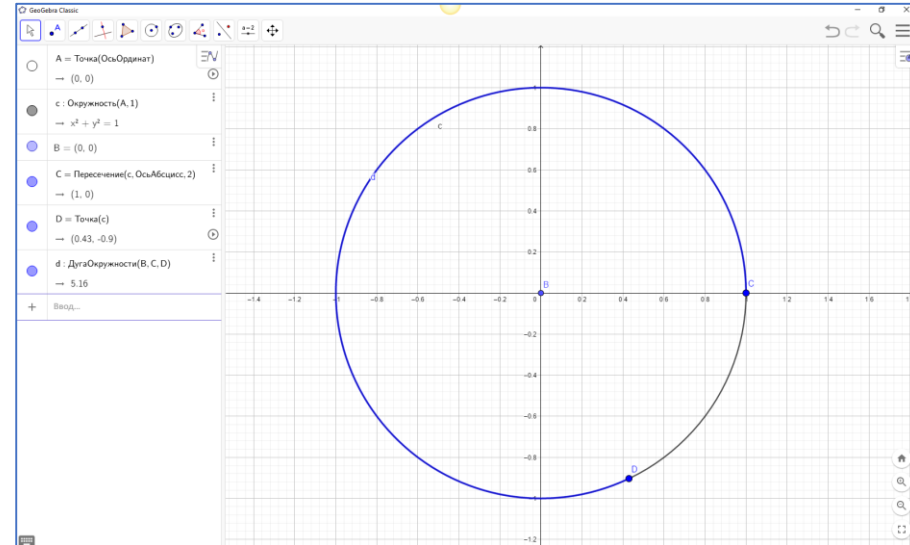 GeoGebra Classic
A
a=2
A = Точка(ОсьОрдинат)
→ (0, 0)
c : Окружность(A, 1)
→ x² + y² = 1
B = (0, 0)
C = Пересечение(c, ОсьАбсцисс, 2)
→ (1, 0)
D = Точка(c)
→ (0.43, -0.9)
d : ДугаОкружности(B, C, D)
→ 5.16
+ Ввод...
1
c
0.8
d
0.6
0.4
0.2
B
C
-1.4 -1.2 -1 -0.8 -0.6 -0.4 -0.2 0 0.2 0.4 0.6 0.8 1 1.2 1.4 1.6
-0.2
-0.4
-0.6
-0.8
D
-1
-1.2